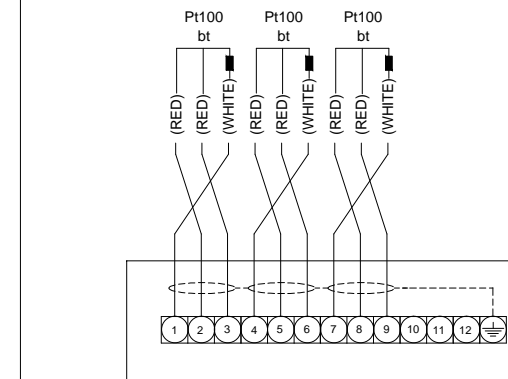 Pt100 Pt100 Pt100
bt bt bt
(RED) (RED) (WHITE) (RED) (RED) (WHITE) (RED) (RED) (WHITE)
1 2 3 4 5 6 7 8 9 10 11 12